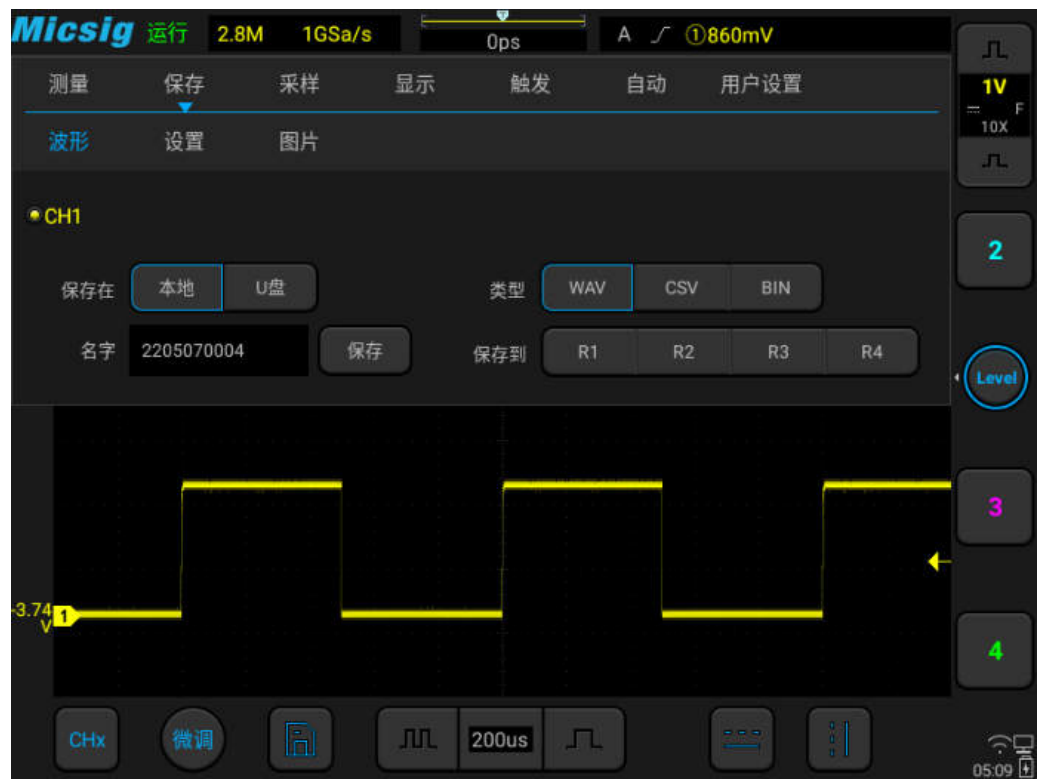 Micsig 运行 2.8M 1GSa/s 0ps A ①860mV
测量 保存 采样 显示 触发 自动 用户设置
1V
F
10X
波形 设置 图片
CH1
2
保存在 本地 U盘 类型 WAV CSV BIN
名字 2205070004 保存 保存到 R1 R2 R3 R4
Level
3
-3.74
V
1
4
CHx 微调 200us
05:09